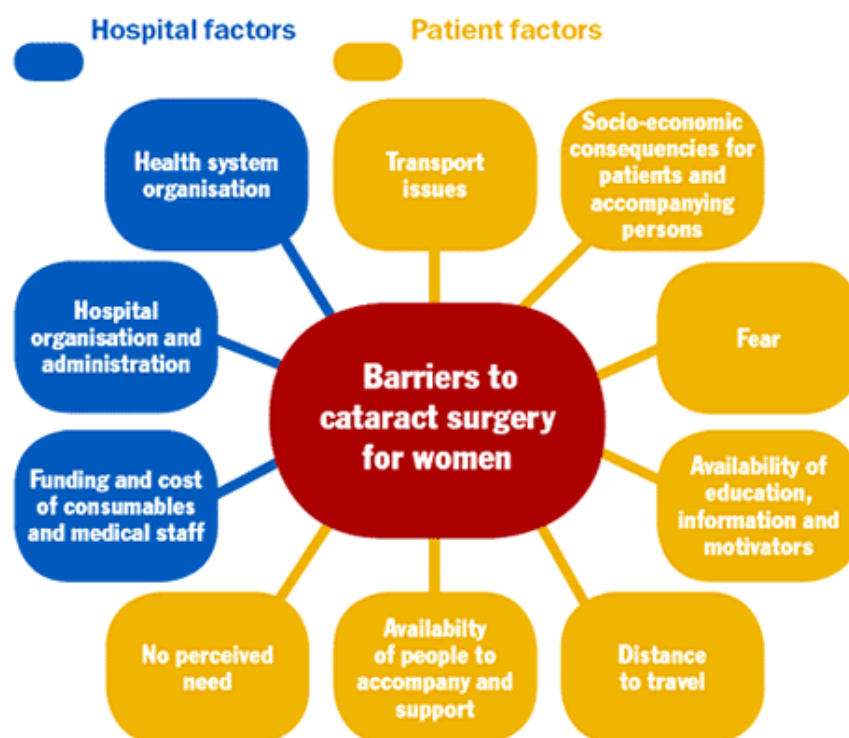 Hospital factors
Patient factors
Health system
organisation
Transport
issues
Socio-economic
consequencies for
patients and
accompanying
persons
Hospital
organisation and
administration
Fear
Barriers to
cataract surgery
for women
Funding and cost
of consumables
and medical staff
Availability of
education,
information and
motivators
No perceived
need
Availabilty
of people to
accompany and
support
Distance
to travel